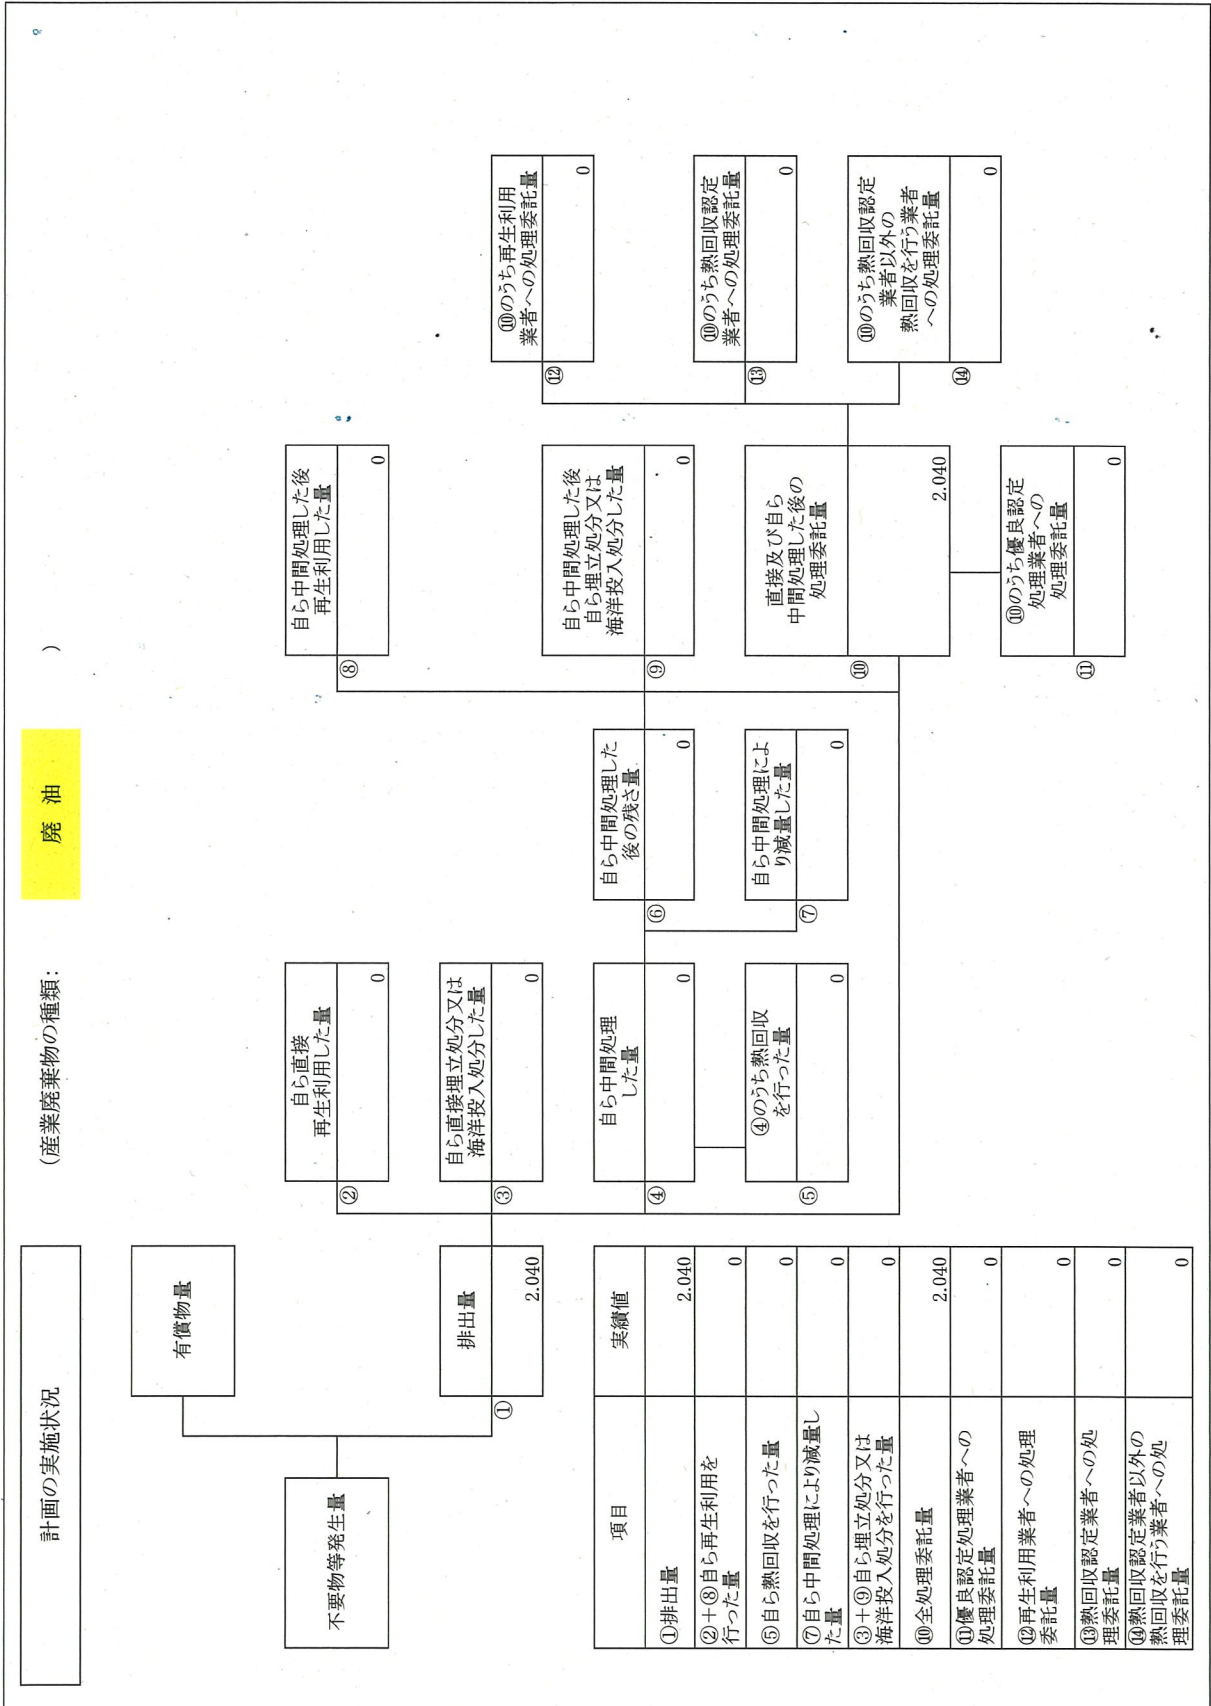 計画の実施状況
(産業廃棄物の種類: 廃 油 )
不要物等発生量
有償物量
①
排出量
2.040
②
自ら直接
再生利用した量
0
③
自ら直接埋立処分又は
海洋投入処分した量
0
④
自ら中間処理
した量
0
⑤
④のうち熱回収
を行った量
0
⑥
自ら中間処理した
後の残さ量
0
⑦
自ら中間処理によ
り減量した量
0
⑧
自ら中間処理した後
再生利用した量
0
⑨
自ら中間処理した後
自ら埋立処分又は
海洋投入処分した量
0
⑩
直接及び自ら
中間処理した後の
処理委託量
2.040
⑪
⑩のうち優良認定
処理業者への
処理委託量
0
⑫
⑩のうち再生利用
業者への処理委託量
0
⑬
⑩のうち熱回収認定
業者への処理委託量
0
⑭
⑩のうち熱回収認定
業者以外の
熱回収を行う業者
への処理委託量
0
項目 実績値
①排出量 2.040
②+⑧自ら再生利用を
行った量 0
⑤自ら熱回収を行った量 0
⑦自ら中間処理により減量し
た量 0
③+⑨自ら埋立処分又は
海洋投入処分を行った量 0
⑩全処理委託量 2.040
⑪優良認定処理業者への
処理委託量 0
⑫再生利用業者への処理
委託量 0
⑬熱回収認定業者への処
理委託量 0
⑭熱回収認定業者以外の
熱回収を行う業者への処
理委託量 0